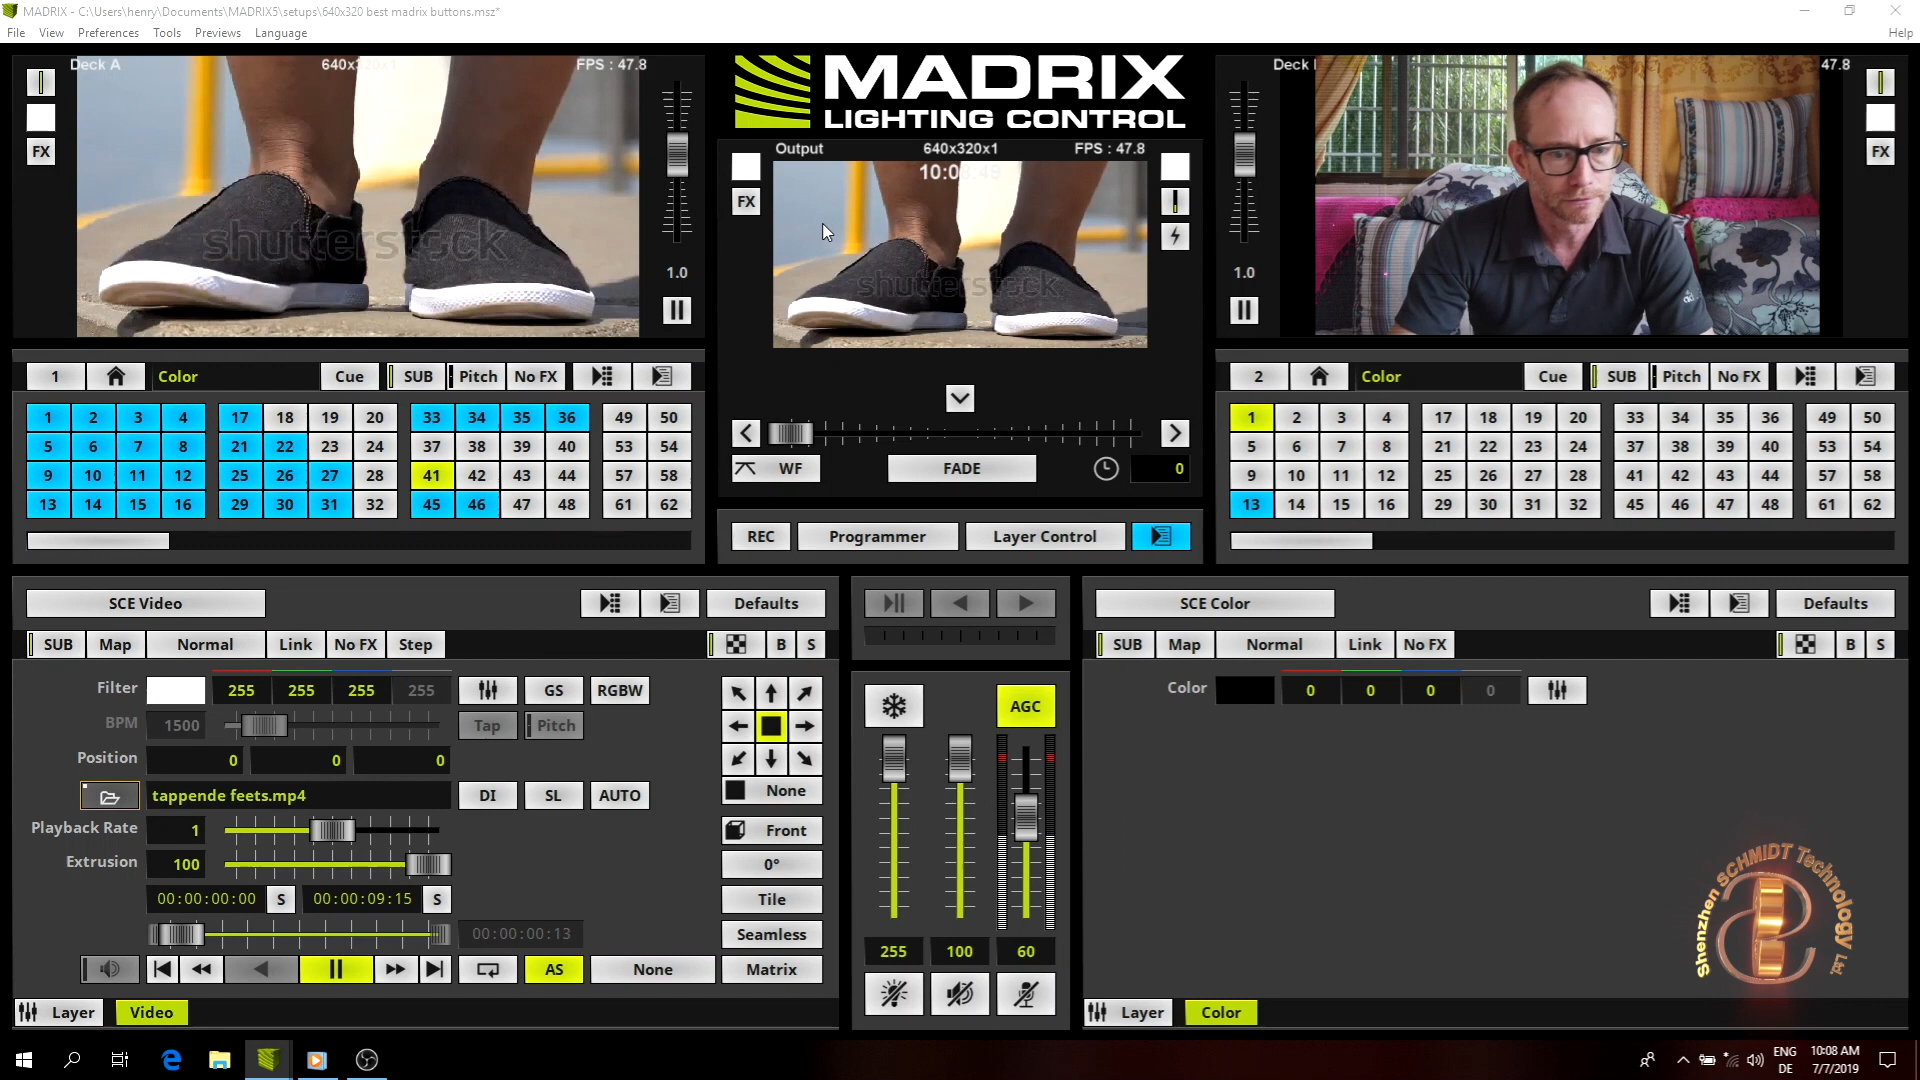 MADRIX - C:\Users\henry\Documents\MADRIX5\setups\640x320 best madrix buttons.msz*
File View Preferences Tools Previews Language Help
Deck A FPS : 47.8
MADRIX
LIGHTING CONTROL
47.8
FX
shutterstock
1.0
Output 640x320x1 FPS : 47.8
FX
shutterstock
1.0
FX
1 Color Cue SUB Pitch No FX
1 2 3 4 17 18 19 20 33 34 35 36 49 50
5 6 7 8 21 22 23 24 37 38 39 40 53 54
9 10 11 12 25 26 27 28 41 42 43 44 57 58
13 14 15 16 29 30 31 32 45 46 47 48 61 62
WF FADE 0
REC Programmer Layer Control
2 Color Cue SUB Pitch No FX
1 2 3 4 17 18 19 20 33 34 35 36 49 50
5 6 7 8 21 22 23 24 37 38 39 40 53 54
9 10 11 12 25 26 27 28 41 42 43 44 57 58
13 14 15 16 29 30 31 32 45 46 47 48 61 62
SCE Video Defaults
SUB Map Normal Link No FX Step B S
Filter 255 255 255 255 GS RGBW
BPM 1500 Tap Pitch
Position 0 0 0
tappende feets.mp4 DI SL AUTO None
Playback Rate 1 Front
Extrusion 100 0°
00:00:00:00 S 00:00:09:15 S Tile
00:00:00:13 Seamless
AS None Matrix
Layer Video
AGC
255 100 60
SCE Color Defaults
SUB Map Normal Link No FX B S
Color 0 0 0 0
Shenzhen SCHMIDT Technology Ltd.
Layer Color
ENG 10:08 AM
DE 7/7/2019